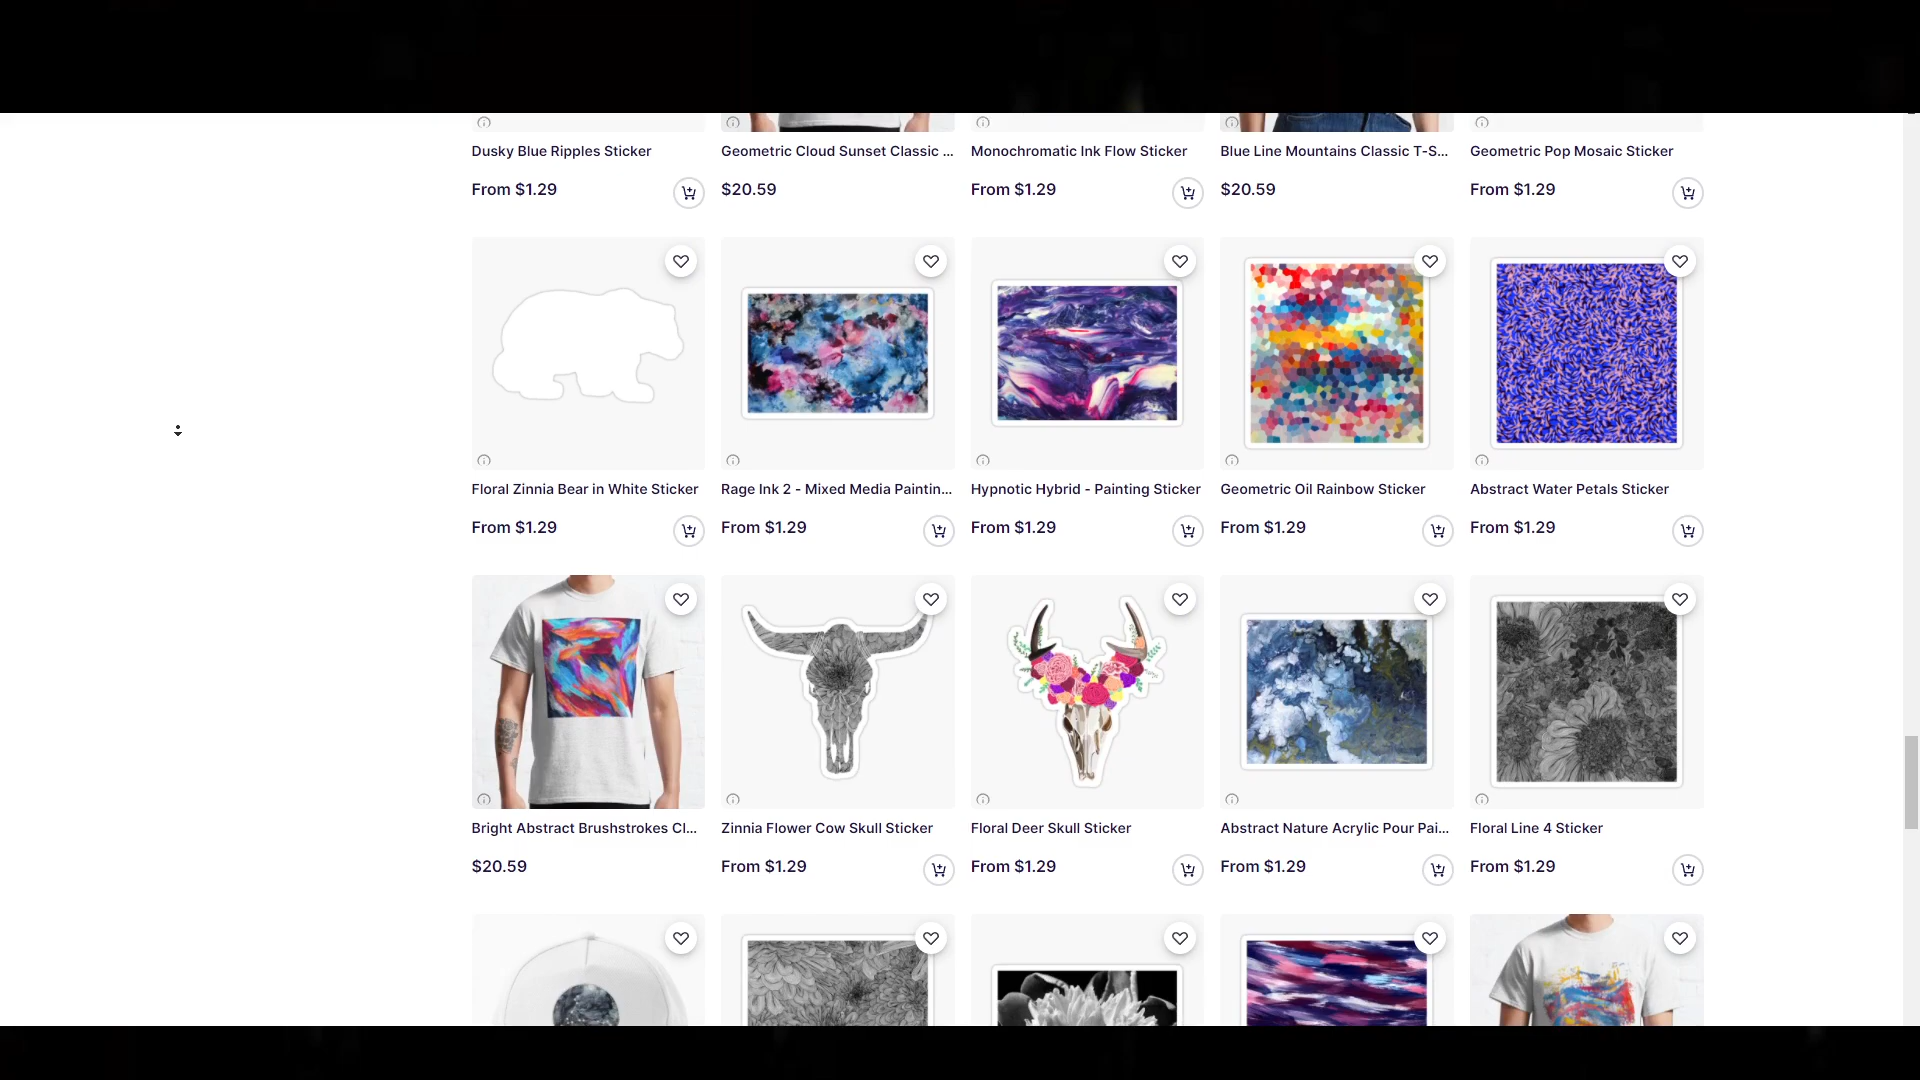 Dusky Blue Ripples Sticker
Geometric Cloud Sunset Classic ...
Monochromatic Ink Flow Sticker
Blue Line Mountains Classic T-S...
Geometric Pop Mosaic Sticker
From $1.29
$20.59
From $1.29
$20.59
From $1.29
Floral Zinnia Bear in White Sticker
Rage Ink 2 - Mixed Media Paintin...
Hypnotic Hybrid - Painting Sticker
Geometric Oil Rainbow Sticker
Abstract Water Petals Sticker
From $1.29
From $1.29
From $1.29
From $1.29
From $1.29
Bright Abstract Brushstrokes Cl...
Zinnia Flower Cow Skull Sticker
Floral Deer Skull Sticker
Abstract Nature Acrylic Pour Pai...
Floral Line 4 Sticker
$20.59
From $1.29
From $1.29
From $1.29
From $1.29